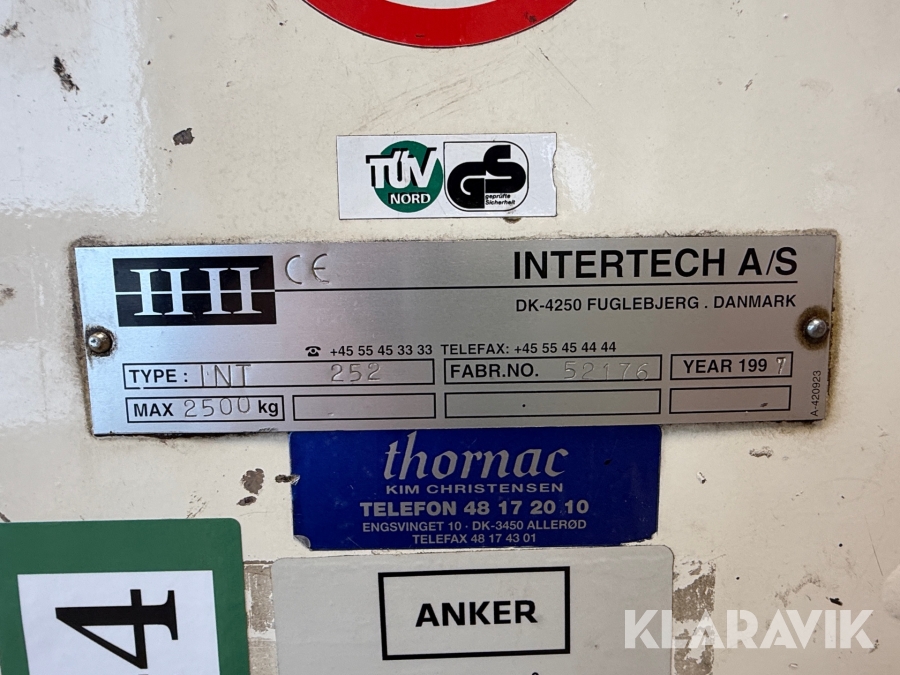 TÜV
NORD
GS
geprüfte
Sicherheit
CE
INTERTECH A/S
DK-4250 FUGLEBJERG . DANMARK
☎ +45 55 45 33 33 TELEFAX: +45 55 45 44 44
TYPE : INT 252
FABR.NO. 52176
YEAR 1997
MAX 2500 kg
A-420923
thornac
KIM CHRISTENSEN
TELEFON 48 17 20 10
ENGSVINGET 10 · DK-3450 ALLERØD
TELEFAX 48 17 43 01
4
ANKER
KLARAVIK